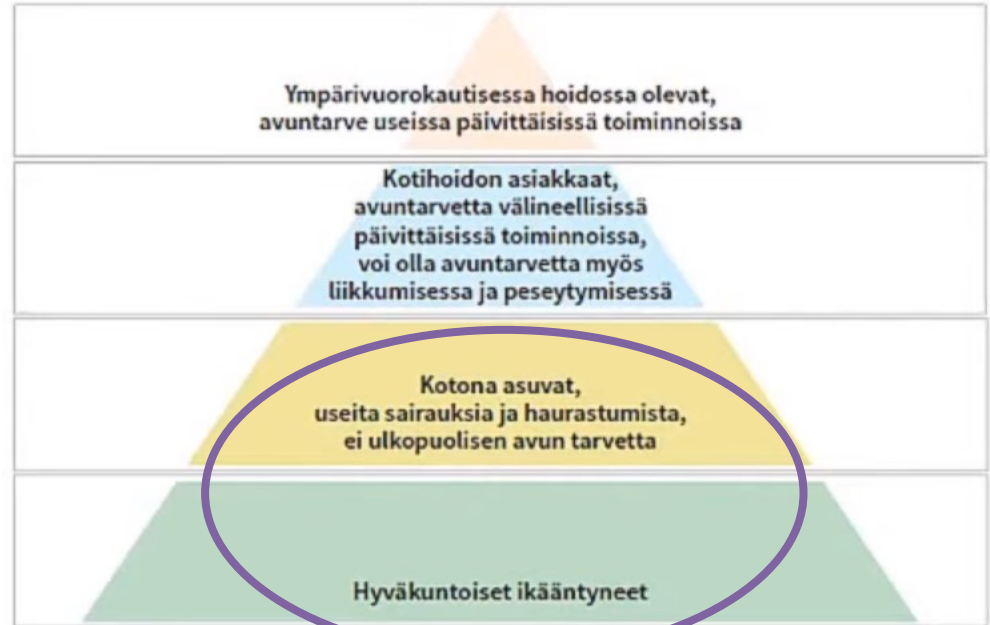 Ympärivuorokautisessa hoidossa olevat,
avuntarve useissa päivittäisissä toiminnoissa
Kotihoidon asiakkaat,
avuntarvetta välineellisissä
päivittäisissä toiminnoissa,
voi olla avuntarvetta myös
liikkumisessa ja peseytymisessä
Kotona asuvat,
useita sairauksia ja haurastumista,
ei ulkopuolisen avun tarvetta
Hyväkuntoiset ikääntyneet